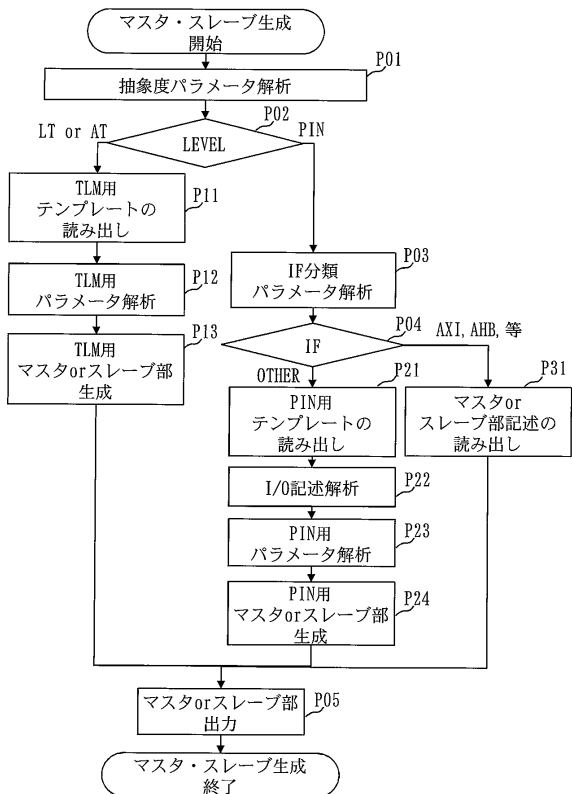 マスタ・スレーブ生成
開始
P01
抽象度パラメータ解析
P02
LT or AT
PIN
LEVEL
TLM用
テンプレートの
読み出し
P11
P03
IF分類
パラメータ解析
TLM用
パラメータ解析
P12
P04
IF
AXI,AHB,等
TLM用
マスタorスレーブ部
生成
P13
OTHER
P21
PIN用
テンプレートの
読み出し
P31
マスタor
スレーブ部記述の
読み出し
I/O記述解析
P22
PIN用
パラメータ解析
P23
PIN用
マスタorスレーブ部
生成
P24
マスタorスレーブ部
出力
P05
マスタ・スレーブ生成
終了